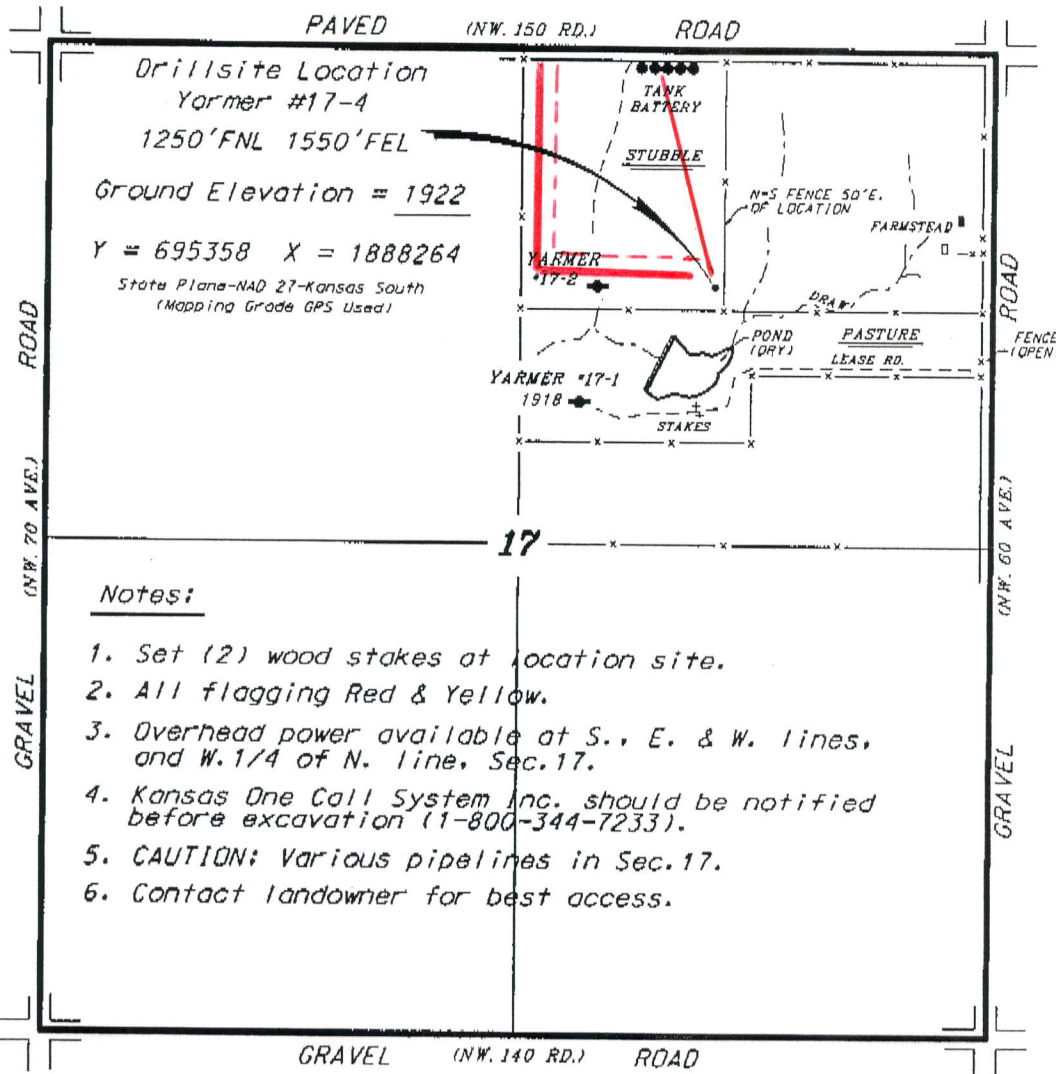 PAVED (NW. 150 RD.) ROAD
Drillsite Location
Yarmer #17-4
1250'FNL 1550'FEL
Ground Elevation = 1922
Y = 695358 X = 1888264
State Plane-NAD 27-Kansas South
(Mapping Grade GPS Used)
TANK
BATTERY
STUBBLE
N-S FENCE 50'E.
OF LOCATION
FARMSTEAD
YARMER
#17-2
DRAW
POND
(DRY)
PASTURE
LEASE RD.
FENCE
(OPEN
YARMER #17-1
1918
STAKES
17
GRAVEL (NW. 70 AVE.) ROAD
GRAVEL (NW. 60 AVE.) ROAD
Notes:
1. Set (2) wood stakes at location site.
2. All flagging Red & Yellow.
3. Overhead power available at S., E. & W. lines,
and W.1/4 of N. line, Sec.17.
4. Kansas One Call System Inc. should be notified
before excavation (1-800-344-7233).
5. CAUTION: Various pipelines in Sec.17.
6. Contact landowner for best access.
GRAVEL (NW. 140 RD.) ROAD